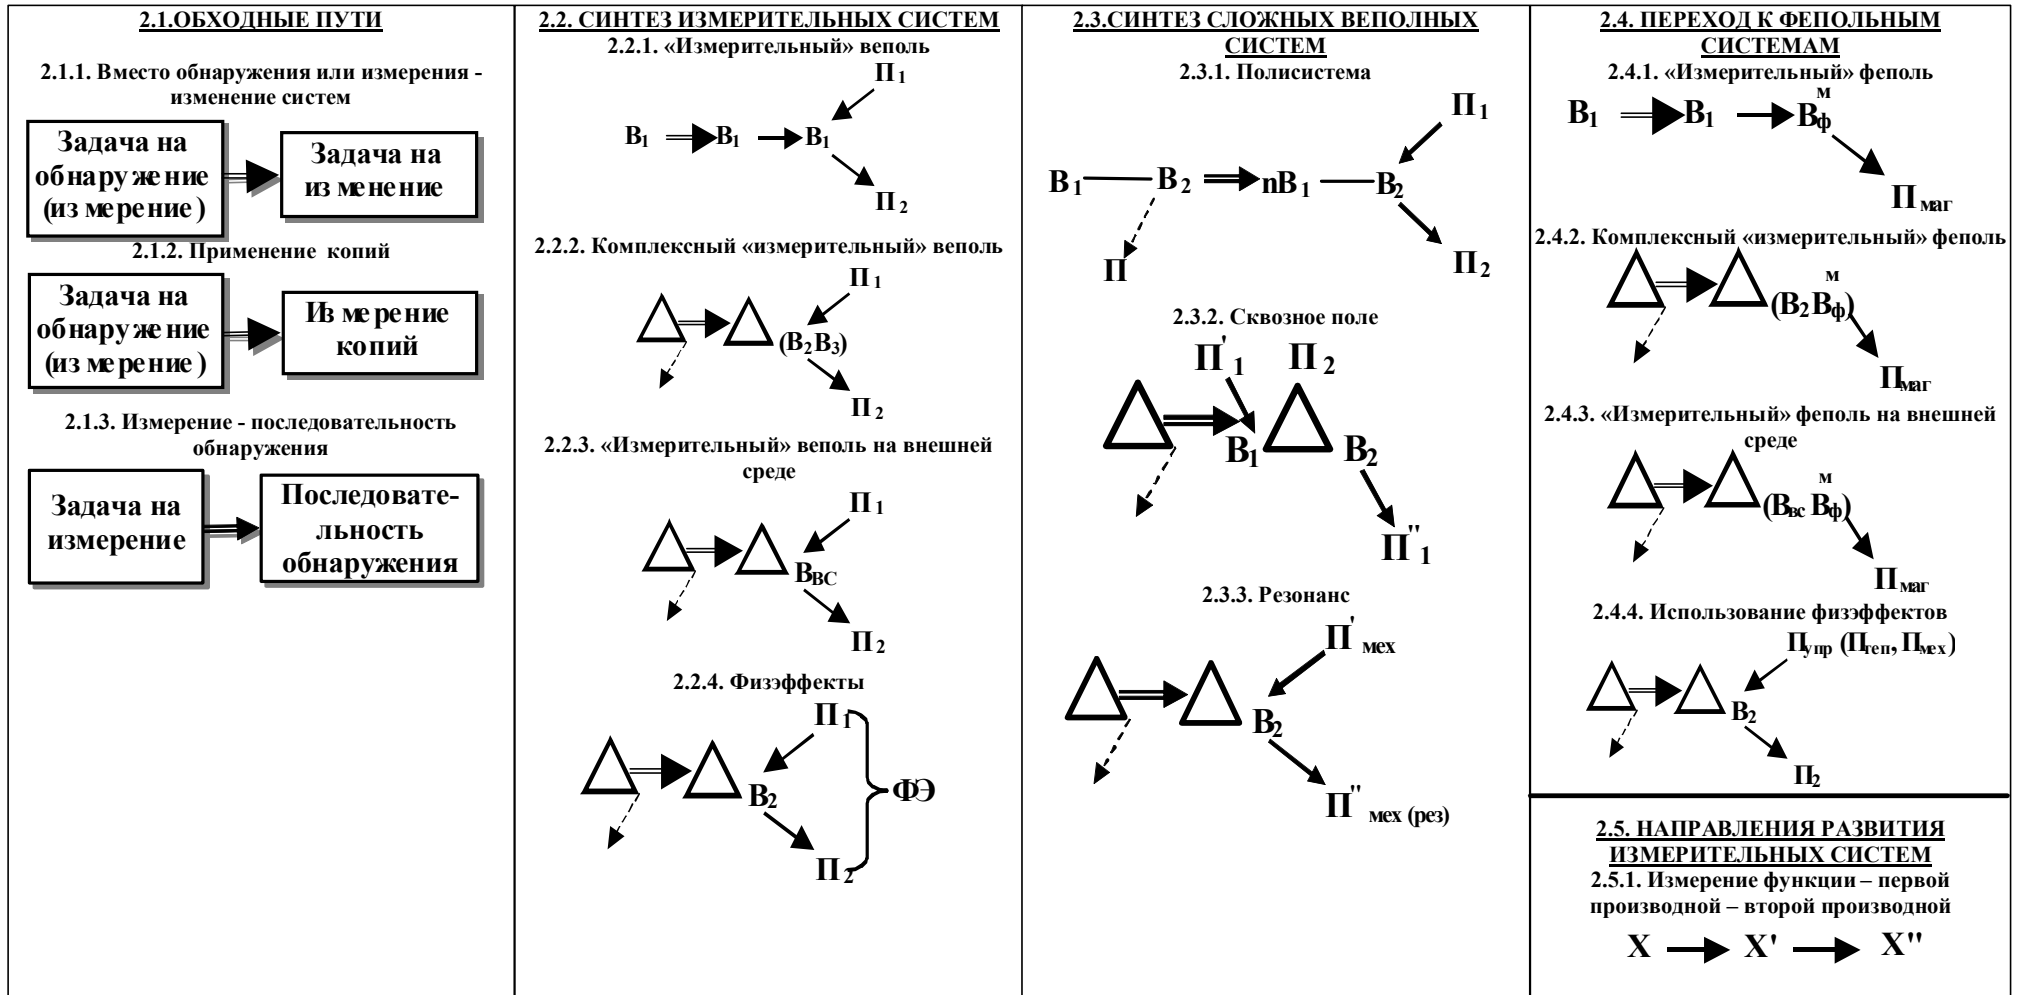 2.1.ОБХОДНЫЕ ПУТИ
2.1.1. Вместо обнаружения или измерения -
изменение систем
Задача на
обнаружение
(измерение)
Задача на
изменение
2.1.2. Применение копий
Задача на
обнаружение
(измерение)
Измерение
копий
2.1.3. Измерение - последовательность
обнаружения
Задача на
измерение
Последовате-
льность
обнаружения
2.2. СИНТЕЗ ИЗМЕРИТЕЛЬНЫХ СИСТЕМ
2.2.1. «Измерительный» веполь
П1
В1 В1 В1
П2
2.2.2. Комплексный «измерительный» веполь
П1
(В2В3)
П2
2.2.3. «Измерительный» веполь на внешней
среде
П1
ВВС
П2
2.2.4. Физэффекты
П1
В2
ФЭ
П2
2.3.СИНТЕЗ СЛОЖНЫХ ВЕПОЛНЫХ
СИСТЕМ
2.3.1. Полисистема
П1
В1 В2 nВ1 В2
П П2
2.3.2. Сквозное поле
П'1 П2
В1 В2
П''1
2.3.3. Резонанс
П'мех
В2
П''мех (рез)
2.4. ПЕРЕХОД К ФЕПОЛЬНЫМ
СИСТЕМАМ
2.4.1. «Измерительный» феполь
В1 В1 Вфм
Пмаг
2.4.2. Комплексный «измерительный» феполь
(В2Вфм)
Пмаг
2.4.3. «Измерительный» феполь на внешней
среде
(Ввс Вфм)
Пмаг
2.4.4. Использование физэффектов
Пупр (Птеп, Пмех)
В2
П2
2.5. НАПРАВЛЕНИЯ РАЗВИТИЯ
ИЗМЕРИТЕЛЬНЫХ СИСТЕМ
2.5.1. Измерение функции – первой
производной – второй производной
X X' X''